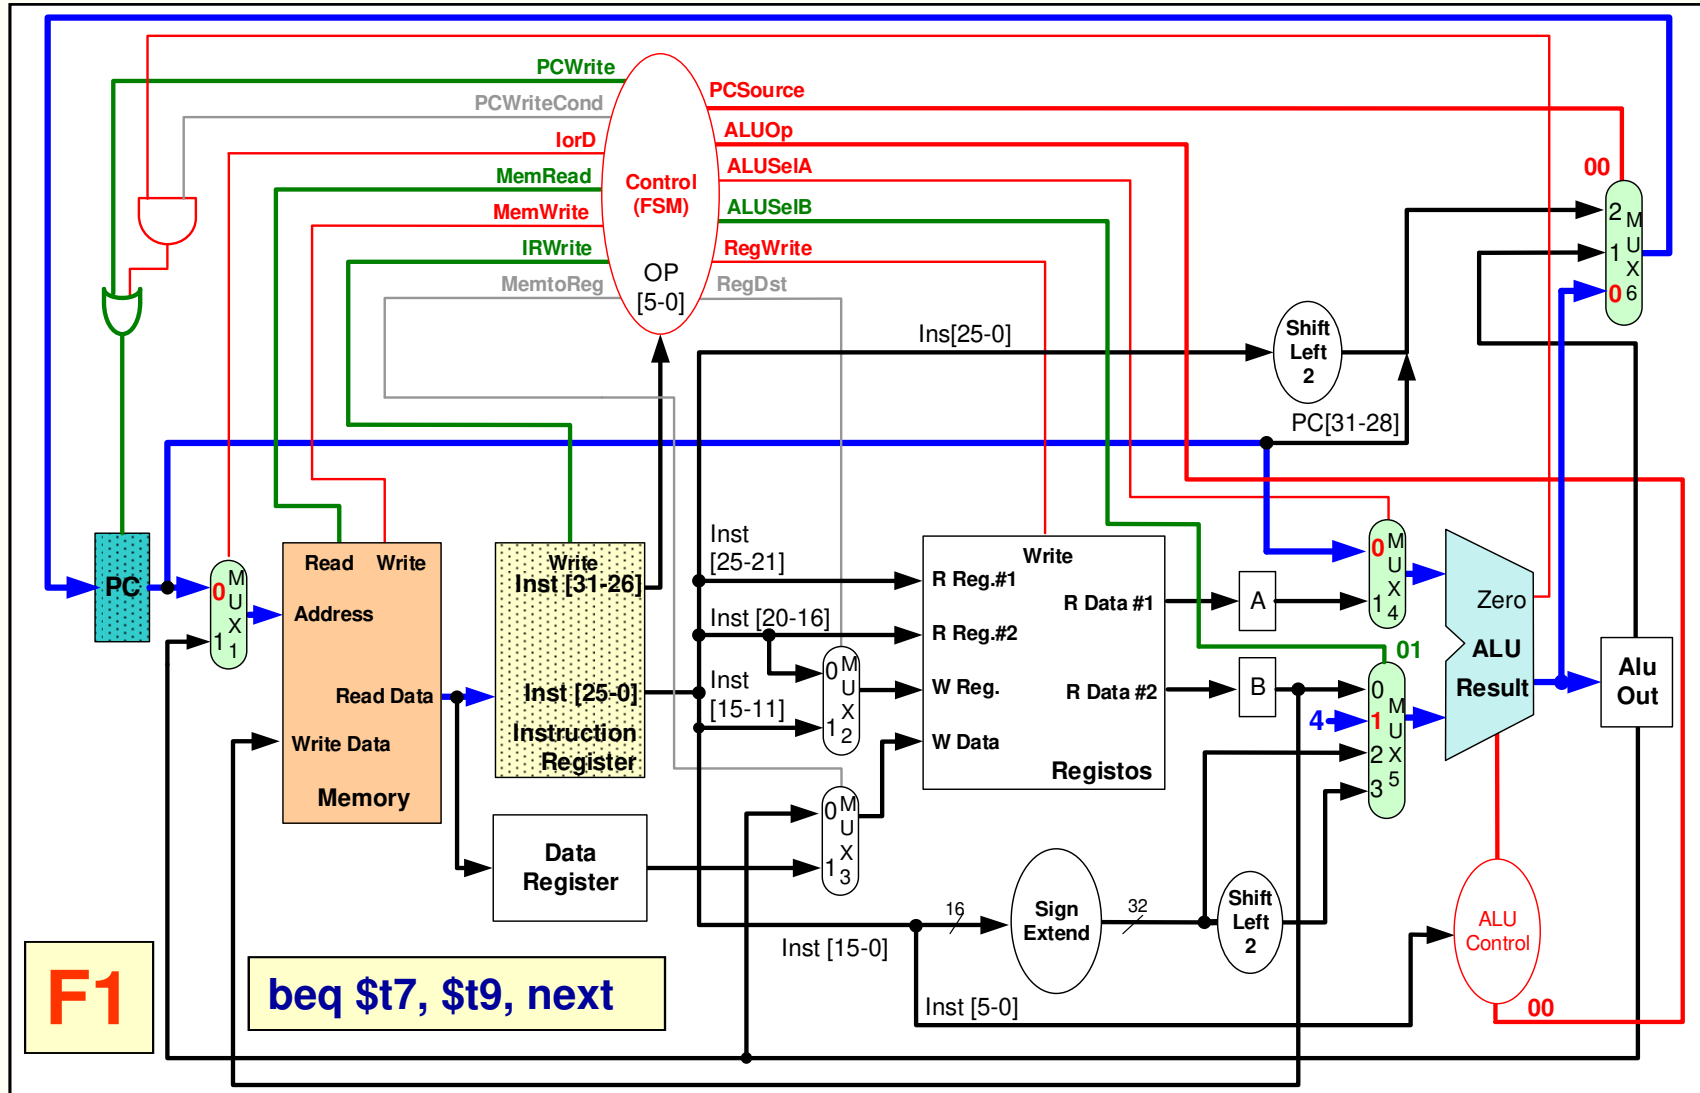 PCWrite
PCWriteCond
IorD
MemRead
MemWrite
IRWrite
MemtoReg
Control
(FSM)
OP
[5-0]
PCSource
ALUOp
ALUSelA
ALUSelB
RegWrite
RegDst
00
2
1
0
M
U
X
6
Ins[25-0]
Shift
Left
2
PC[31-28]
PC
0
1
M
U
X
1
Read Write
Address
Read Data
Write Data
Memory
Write
Inst [31-26]
Inst [25-0]
Instruction
Register
Data
Register
Inst
[25-21]
Inst [20-16]
Inst
[15-11]
0
1
M
U
X
2
0
1
M
U
X
3
Write
R Reg.#1
R Reg.#2
W Reg.
W Data
R Data #1
R Data #2
Registos
A
B
0
1
M
U
X
4
01
4
0
1
2
3
M
U
X
5
Zero
ALU
Result
Alu
Out
Inst [15-0]
16
Sign
Extend
32
Shift
Left
2
ALU
Control
00
Inst [5-0]
F1
beq $t7, $t9, next